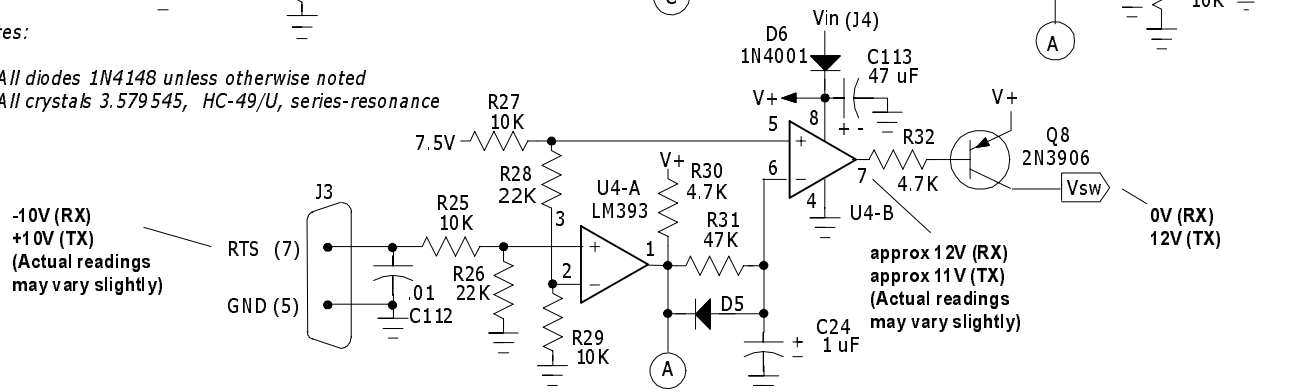 C
10K
tes:
All diodes 1N4148 unless otherwise noted
All crystals 3.579545, HC-49/U, series-resonance
Vin (J4)
D6
1N4001
C113
47 uF
A
V+
+ -
R27
10K
7.5V
5
8
+
6
-
7
4
U4-B
R32
4.7K
V+
Q8
2N3906
Vsw
0V (RX)
12V (TX)
R28
22K
V+
R30
4.7K
U4-A
LM393
R31
47K
J3
-10V (RX)
+10V (TX)
(Actual readings
may vary slightly)
RTS (7)
R25
10K
3
+
1
2
-
R26
22K
GND (5)
.01
C112
R29
10K
D5
C24
1 uF
+
-
A
approx 12V (RX)
approx 11V (TX)
(Actual readings
may vary slightly)